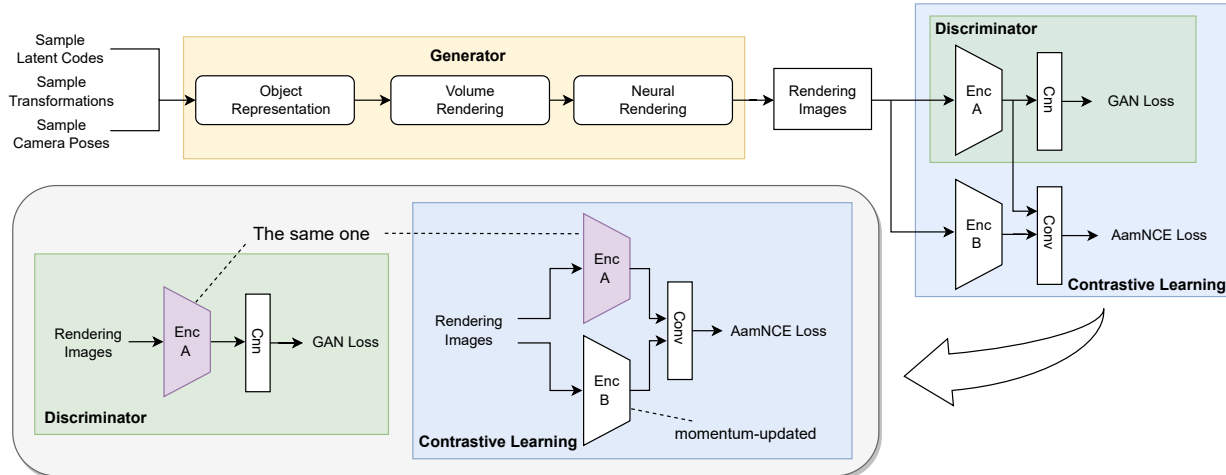 Sample
Latent Codes
Sample
Transformations
Sample
Camera Poses
Generator
Object
Representation
Volume
Rendering
Neural
Rendering
Rendering
Images
Discriminator
Enc
A
Cnn
GAN Loss
Enc
B
Conv
AamNCE Loss
Contrastive Learning
The same one
Rendering
Images
Enc
A
Cnn
GAN Loss
Discriminator
Rendering
Images
Enc
A
Enc
B
Conv
AamNCE Loss
Contrastive Learning
momentum-updated